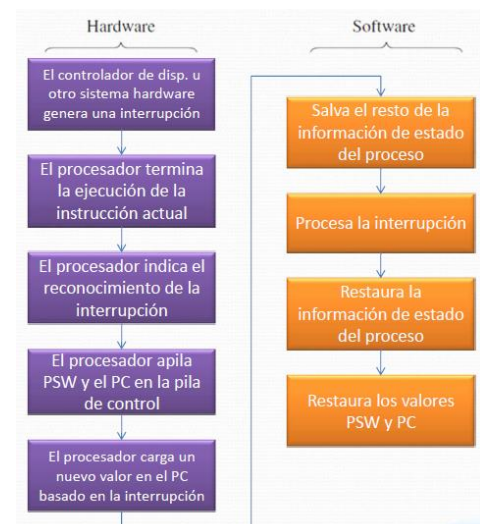 Hardware
El controlador de disp. u
otro sistema hardware
genera una interrupción
El procesador termina
la ejecución de la
instrucción actual
El procesador indica el
reconocimiento de la
interrupción
El procesador apila
PSW y el PC en la pila
de control
El procesador carga un
nuevo valor en el PC
basado en la interrupción
Software
Salva el resto de la
información de estado
del proceso
Procesa la interrupción
Restaura la
información de estado
del proceso
Restaura los valores
PSW y PC